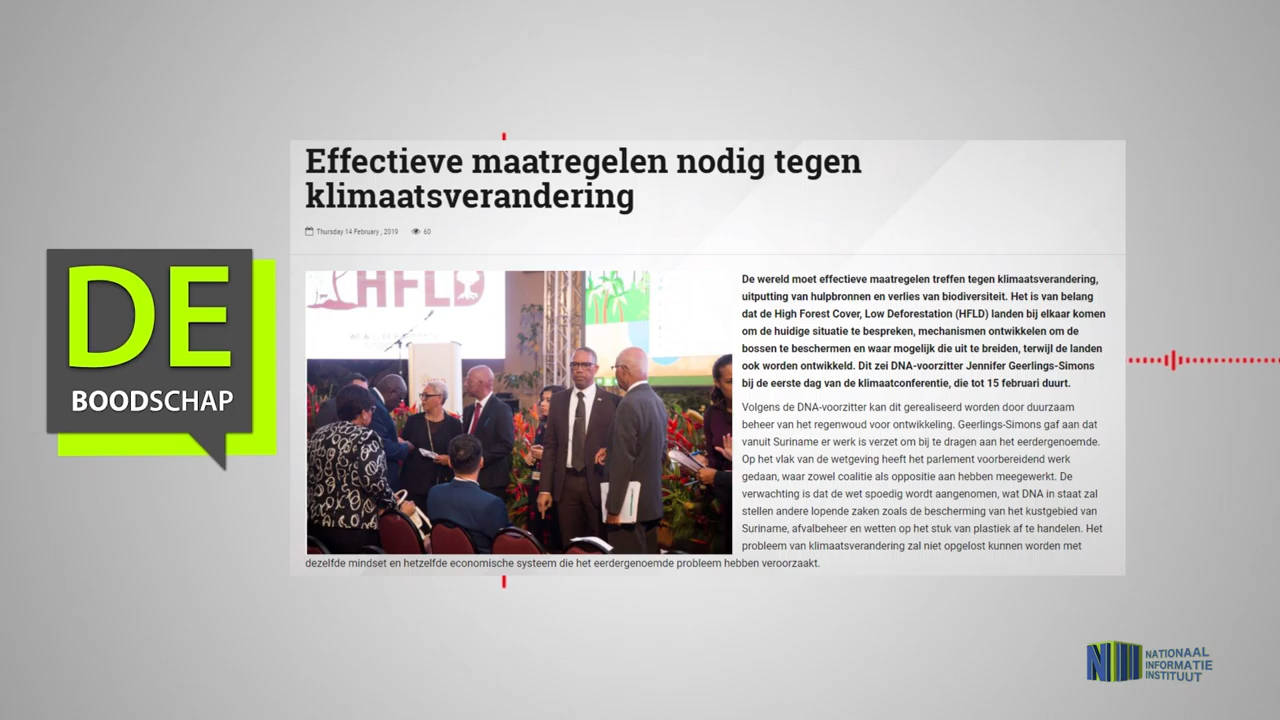 Effectieve maatregelen nodig tegen
klimaatsverandering
Thursday 14 February , 2019 60
DE
BOODSCHAP
HFLD
De wereld moet effectieve maatregelen treffen tegen klimaatsverandering,
uitputting van hulpbronnen en verlies van biodiversiteit. Het is van belang
dat de High Forest Cover, Low Deforestation (HFLD) landen bij elkaar komen
om de huidige situatie te bespreken, mechanismen ontwikkelen om de
bossen te beschermen en waar mogelijk die uit te breiden, terwijl de landen
ook worden ontwikkeld. Dit zei DNA-voorzitter Jennifer Geerlings-Simons
bij de eerste dag van de klimaatconferentie, die tot 15 februari duurt.
Volgens de DNA-voorzitter kan dit gerealiseerd worden door duurzaam
beheer van het regenwoud voor ontwikkeling. Geerlings-Simons gaf aan dat
vanuit Suriname er werk is verzet om bij te dragen aan het eerdergenoemde.
Op het vlak van de wetgeving heeft het parlement voorbereidend werk
gedaan, waar zowel coalitie als oppositie aan hebben meegewerkt. De
verwachting is dat de wet spoedig wordt aangenomen, wat DNA in staat zal
stellen andere lopende zaken zoals de bescherming van het kustgebied van
Suriname, afvalbeheer en wetten op het stuk van plastiek af te handelen. Het
probleem van klimaatsverandering zal niet opgelost kunnen worden met
dezelfde mindset en hetzelfde economische systeem die het eerdergenoemde probleem hebben veroorzaakt.
NII
NATIONAAL
INFORMATIE
INSTITUUT